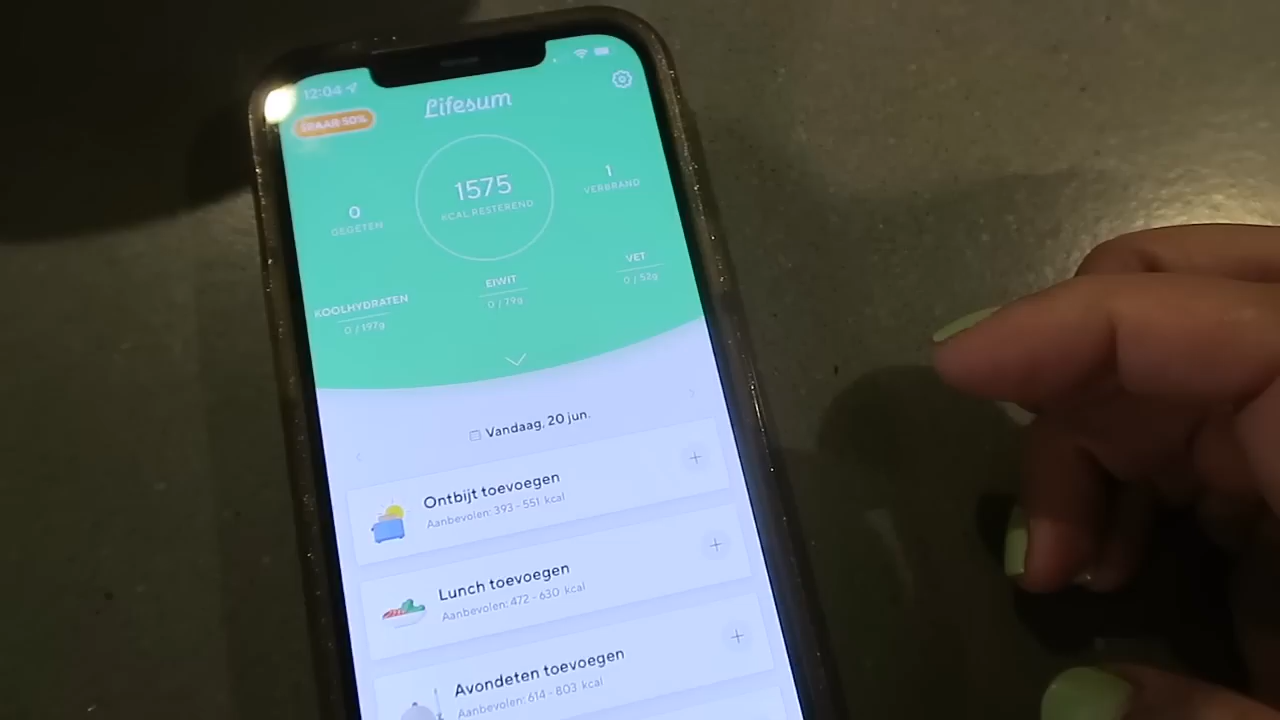 12:04
SPAAR 50%
Lifesum
0
GEGETEN
1575
KCAL RESTEREND
1
VERBRAND
KOOLHYDRATEN
0 / 197g
EIWIT
0 / 79g
VET
0 / 52g
Vandaag, 20 jun.
Ontbijt toevoegen
Aanbevolen: 393 - 551 kcal
Lunch toevoegen
Aanbevolen: 472 - 630 kcal
Avondeten toevoegen
Aanbevolen: 614 - 803 kcal